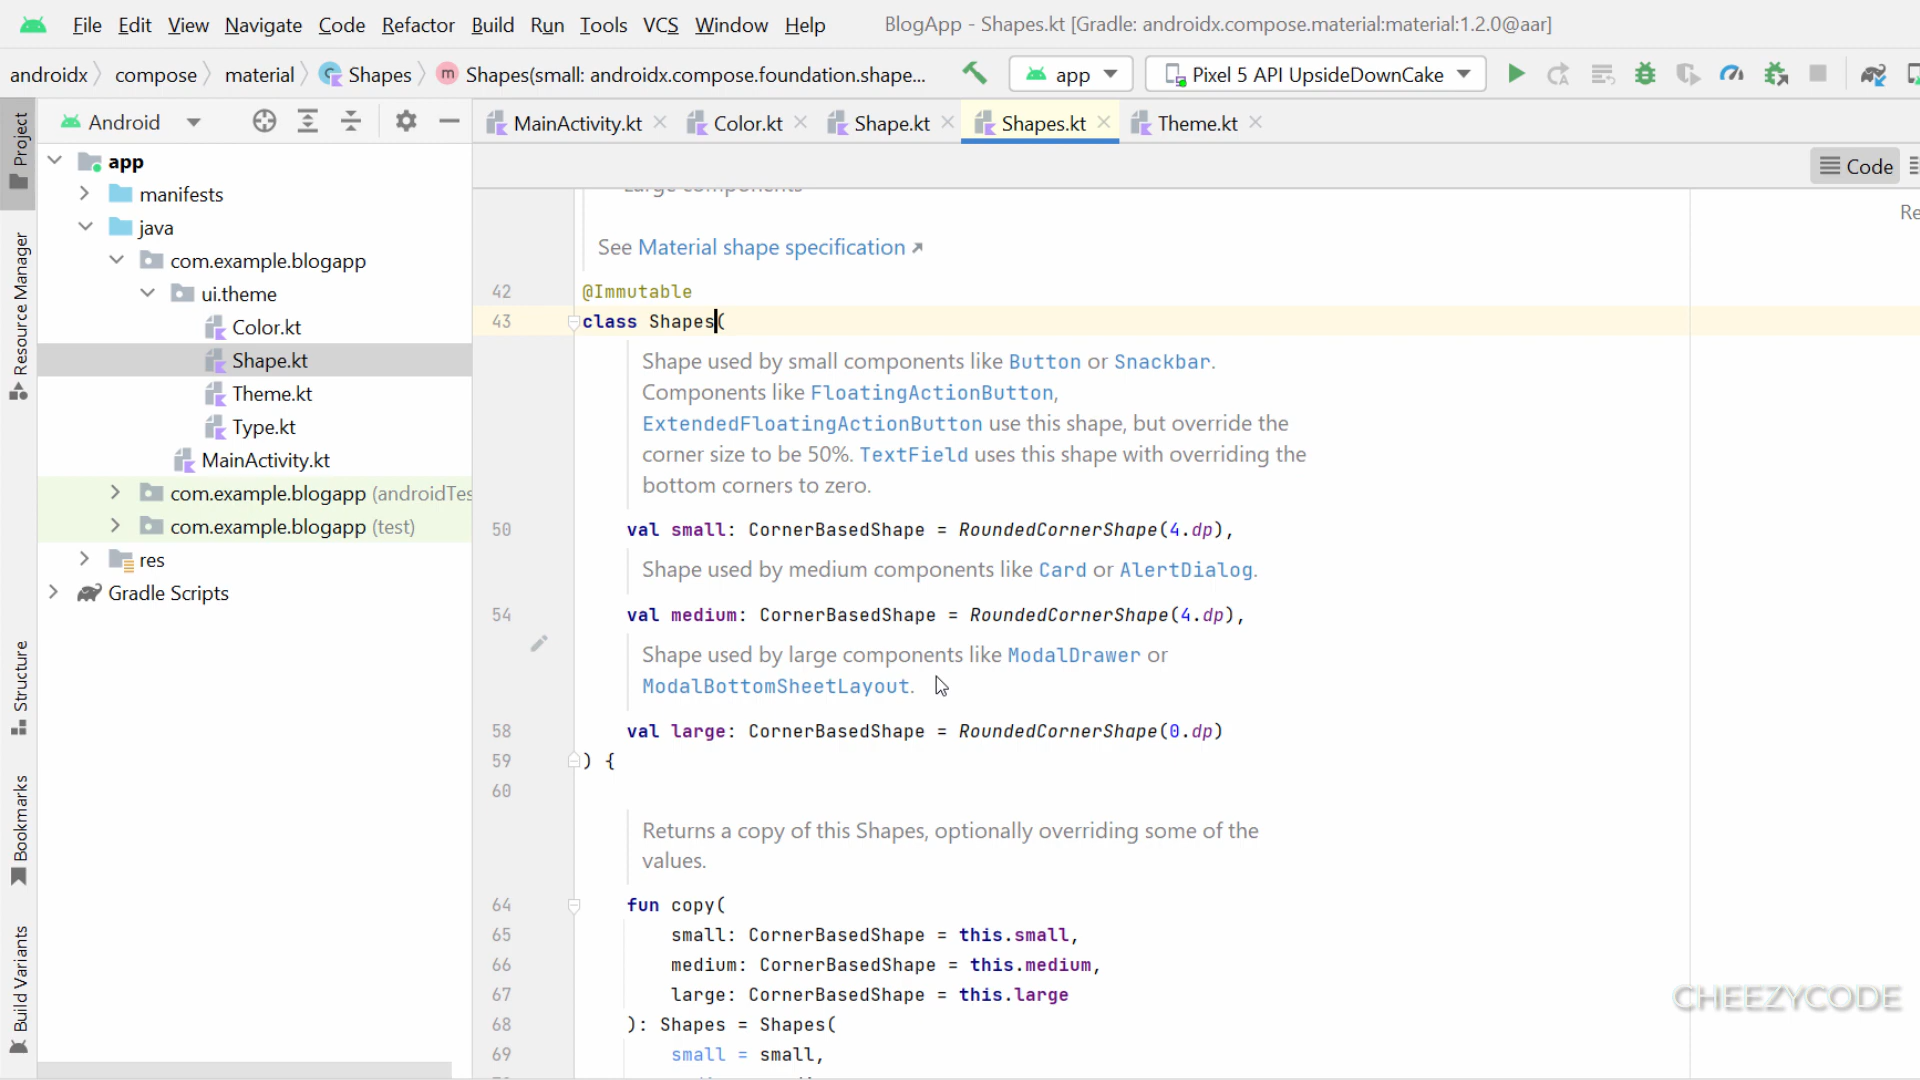 File Edit View Navigate Code Refactor Build Run Tools VCS Window Help BlogApp - Shapes.kt [Gradle: androidx.compose.material:material:1.2.0@aar]
androidx compose material Shapes Shapes(small: androidx.compose.foundation.shape... app Pixel 5 API UpsideDownCake
Project
Resource Manager
Structure
Bookmarks
Build Variants
Android
app
manifests
java
com.example.blogapp
ui.theme
Color.kt
Shape.kt
Theme.kt
Type.kt
MainActivity.kt
com.example.blogapp (androidTes
com.example.blogapp (test)
res
Gradle Scripts
MainActivity.kt Color.kt Shape.kt Shapes.kt Theme.kt
Code
Re
Large components
See Material shape specification
42 @Immutable
43 class Shapes(
Shape used by small components like Button or Snackbar.
Components like FloatingActionButton,
ExtendedFloatingActionButton use this shape, but override the
corner size to be 50%. TextField uses this shape with overriding the
bottom corners to zero.
50 val small: CornerBasedShape = RoundedCornerShape(4.dp),
Shape used by medium components like Card or AlertDialog.
54 val medium: CornerBasedShape = RoundedCornerShape(4.dp),
Shape used by large components like ModalDrawer or
ModalBottomSheetLayout.
58 val large: CornerBasedShape = RoundedCornerShape(0.dp)
59 ) {
60
Returns a copy of this Shapes, optionally overriding some of the
values.
64 fun copy(
65 small: CornerBasedShape = this.small,
66 medium: CornerBasedShape = this.medium,
67 large: CornerBasedShape = this.large
68 ): Shapes = Shapes(
69 small = small,
CHEEZYCODE